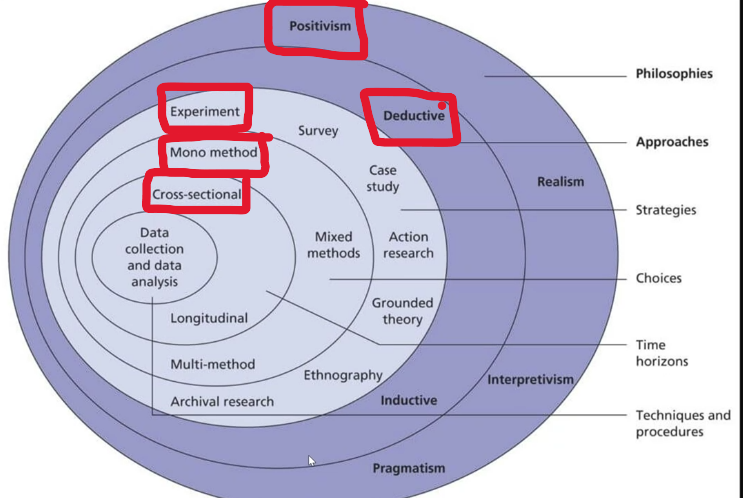 Positivism
Philosophies
Experiment
Deductive
Survey
Approaches
Mono method
Case
study
Realism
Cross-sectional
Strategies
Data
collection
and data
analysis
Mixed
methods
Action
research
Choices
Grounded
theory
Longitudinal
Time
horizons
Multi-method
Ethnography
Interpretivism
Archival research
Inductive
Techniques and
procedures
Pragmatism